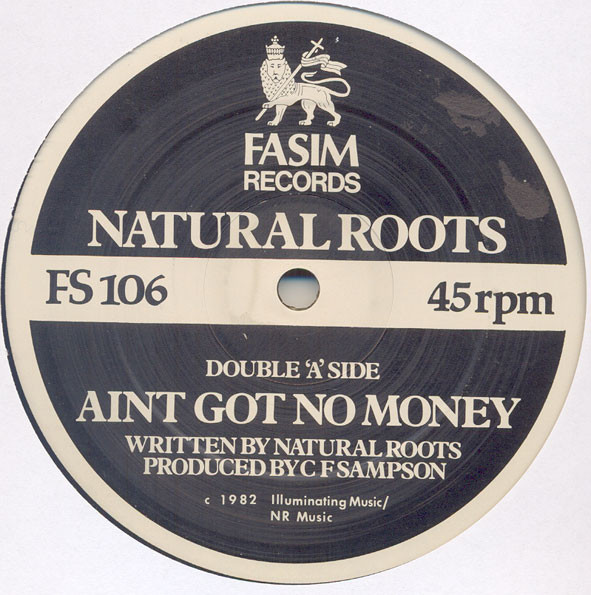 FASIM
RECORDS
NATURAL ROOTS
FS 106 45 rpm
DOUBLE 'A' SIDE
AINT GOT NO MONEY
WRITTEN BY NATURAL ROOTS
PRODUCED BY C F SAMPSON
c 1982 Illuminating Music/
NR Music